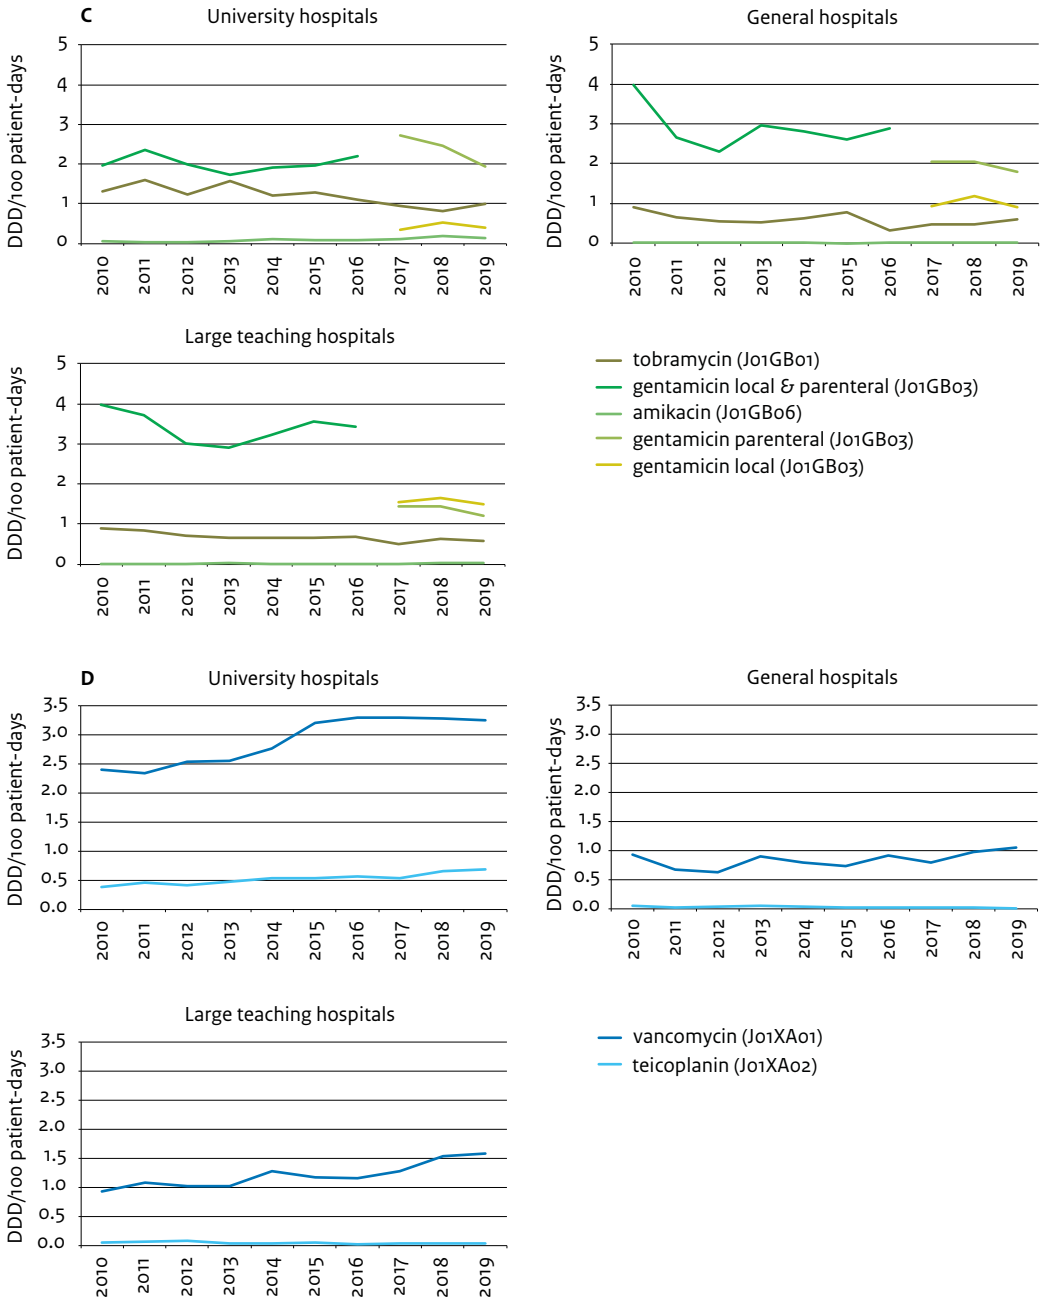 C
University hospitals
DDD/100 patient-days
5
4
3
2
1
0
2010 2011 2012 2013 2014 2015 2016 2017 2018 2019
General hospitals
DDD/100 patient-days
5
4
3
2
1
0
2010 2011 2012 2013 2014 2015 2016 2017 2018 2019
Large teaching hospitals
DDD/100 patient-days
5
4
3
2
1
0
2010 2011 2012 2013 2014 2015 2016 2017 2018 2019
tobramycin (J01GB01)
gentamicin local & parenteral (J01GB03)
amikacin (J01GB06)
gentamicin parenteral (J01GB03)
gentamicin local (J01GB03)
D
University hospitals
DDD/100 patient-days
3.5
3.0
2.5
2.0
1.5
1.0
0.5
0.0
2010 2011 2012 2013 2014 2015 2016 2017 2018 2019
General hospitals
DDD/100 patient-days
3.5
3.0
2.5
2.0
1.5
1.0
0.5
0.0
2010 2011 2012 2013 2014 2015 2016 2017 2018 2019
Large teaching hospitals
DDD/100 patient-days
3.5
3.0
2.5
2.0
1.5
1.0
0.5
0.0
2010 2011 2012 2013 2014 2015 2016 2017 2018 2019
vancomycin (J01XA01)
teicoplanin (J01XA02)